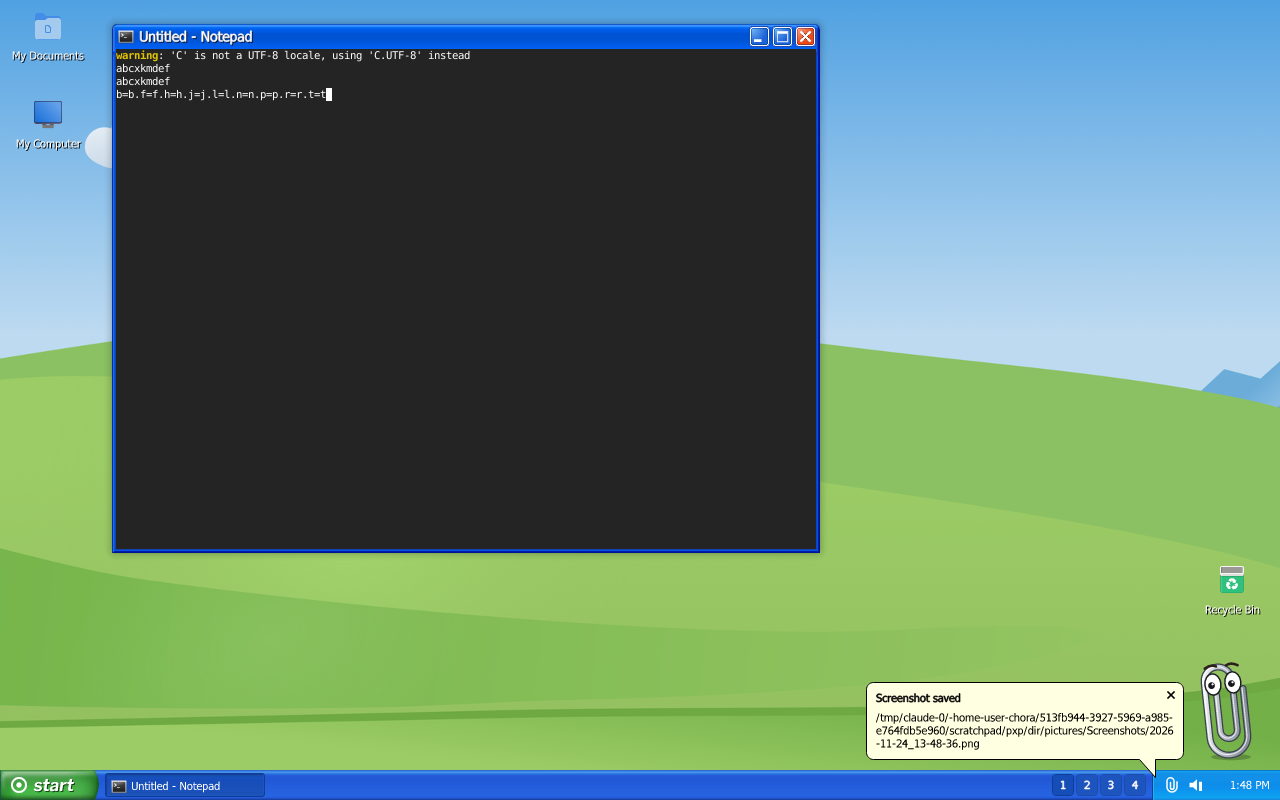 My Documents
My Computer
Untitled - Notepad
warning: 'C' is not a UTF-8 locale, using 'C.UTF-8' instead
abcxkmdef
abcxkmdef
b=b.f=f.h=h.j=j.l=l.n=n.p=p.r=r.t=t
Recycle Bin
Screenshot saved
/tmp/claude-0/-home-user-chora/513fb944-3927-5969-a985-
e764fdb5e960/scratchpad/pxp/dir/pictures/Screenshots/2026
-11-24_13-48-36.png
start
Untitled - Notepad
1 2 3 4
1:48 PM